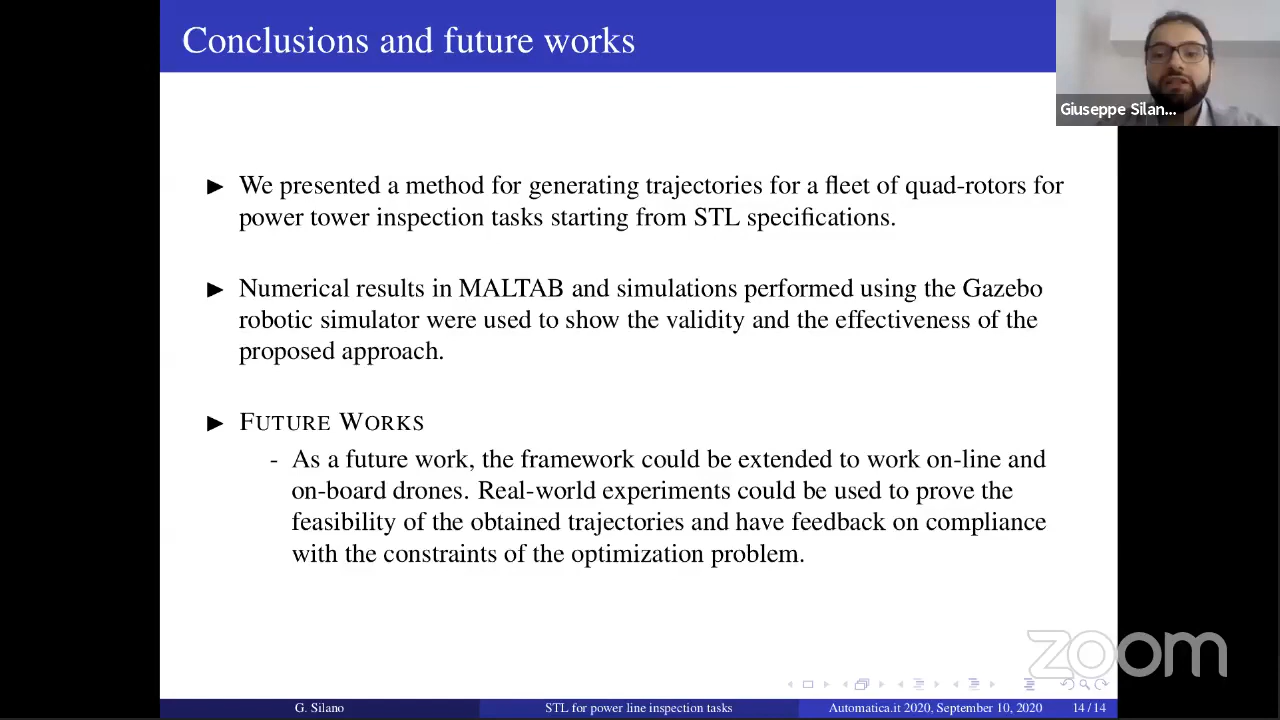 Conclusions and future works
Giuseppe Silan...
We presented a method for generating trajectories for a fleet of quad-rotors for
power tower inspection tasks starting from STL specifications.
Numerical results in MALTAB and simulations performed using the Gazebo
robotic simulator were used to show the validity and the effectiveness of the
proposed approach.
FUTURE WORKS
- As a future work, the framework could be extended to work on-line and
on-board drones. Real-world experiments could be used to prove the
feasibility of the obtained trajectories and have feedback on compliance
with the constraints of the optimization problem.
zoom
G. Silano
STL for power line inspection tasks
Automatica.it 2020, September 10, 2020
14 / 14